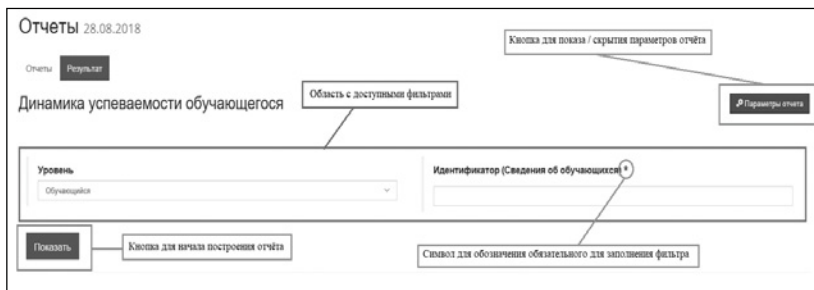 Отчеты 28.08.2018
Кнопка для показа / скрытия параметров отчёта
Отчеты Результат
Динамика успеваемости обучающегося
Область с доступными фильтрами
Параметры отчета
Уровень
Идентификатор (Сведения об обучающихся) *
Обучающийся
Показать
Кнопка для начала построения отчёта
Символ для обозначения обязательного для заполнения фильтра